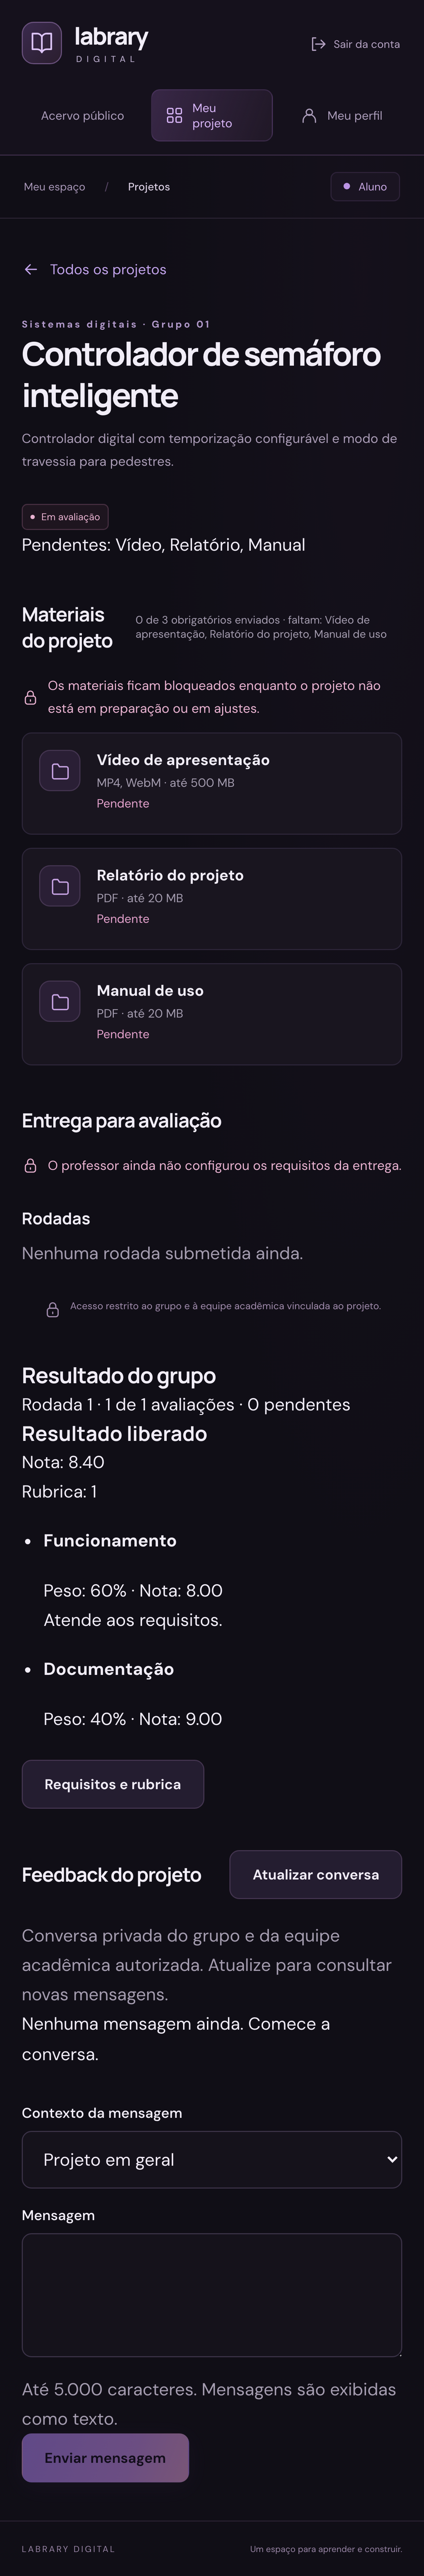 labrary
DIGITAL
Sair da conta
Acervo público
Meu
projeto
Meu perfil
Meu espaço / Projetos
Aluno
← Todos os projetos
Sistemas digitais · Grupo 01
Controlador de semáforo
inteligente
Controlador digital com temporização configurável e modo de
travessia para pedestres.
Em avaliação
Pendentes: Vídeo, Relatório, Manual
Materiais
do projeto
0 de 3 obrigatórios enviados · faltam: Vídeo de
apresentação, Relatório do projeto, Manual de uso
Os materiais ficam bloqueados enquanto o projeto não
está em preparação ou em ajustes.
Vídeo de apresentação
MP4, WebM · até 500 MB
Pendente
Relatório do projeto
PDF · até 20 MB
Pendente
Manual de uso
PDF · até 20 MB
Pendente
Entrega para avaliação
O professor ainda não configurou os requisitos da entrega.
Rodadas
Nenhuma rodada submetida ainda.
Acesso restrito ao grupo e à equipe acadêmica vinculada ao projeto.
Resultado do grupo
Rodada 1 · 1 de 1 avaliações · 0 pendentes
Resultado liberado
Nota: 8.40
Rubrica: 1
• Funcionamento
Peso: 60% · Nota: 8.00
Atende aos requisitos.
• Documentação
Peso: 40% · Nota: 9.00
Requisitos e rubrica
Feedback do projeto
Atualizar conversa
Conversa privada do grupo e da equipe
acadêmica autorizada. Atualize para consultar
novas mensagens.
Nenhuma mensagem ainda. Comece a
conversa.
Contexto da mensagem
Projeto em geral
Mensagem
Até 5.000 caracteres. Mensagens são exibidas
como texto.
Enviar mensagem
LABRARY DIGITAL
Um espaço para aprender e construir.